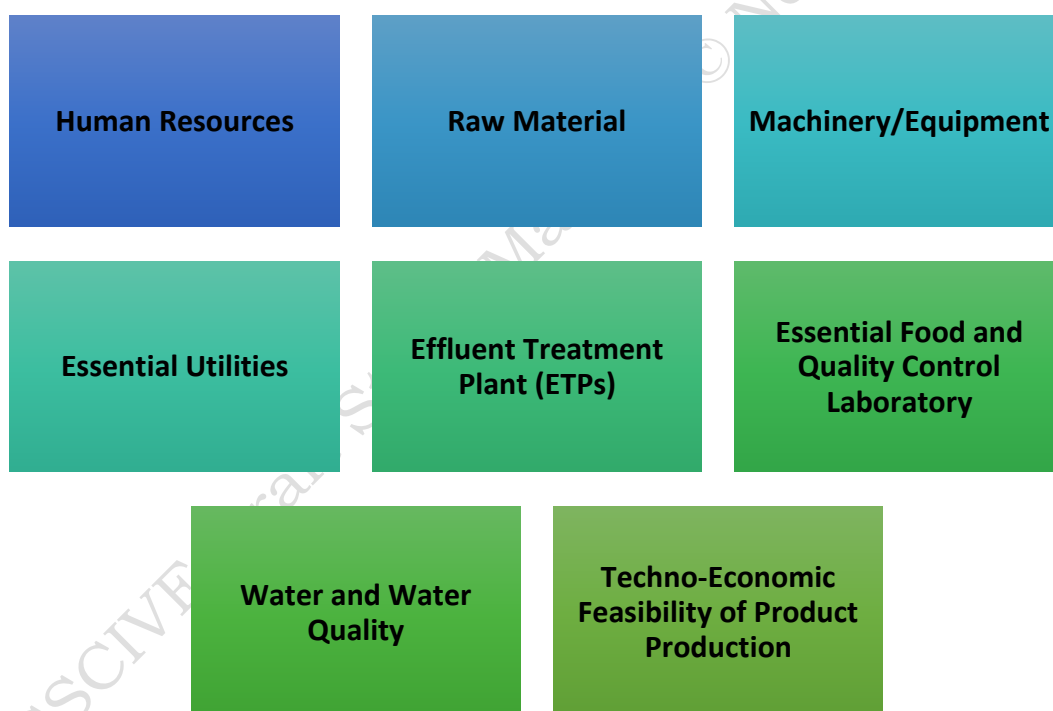 Human Resources
Raw Material
Machinery/Equipment
Essential Utilities
Effluent Treatment
Plant (ETPs)
Essential Food and
Quality Control
Laboratory
Water and Water
Quality
Techno-Economic
Feasibility of Product
Production